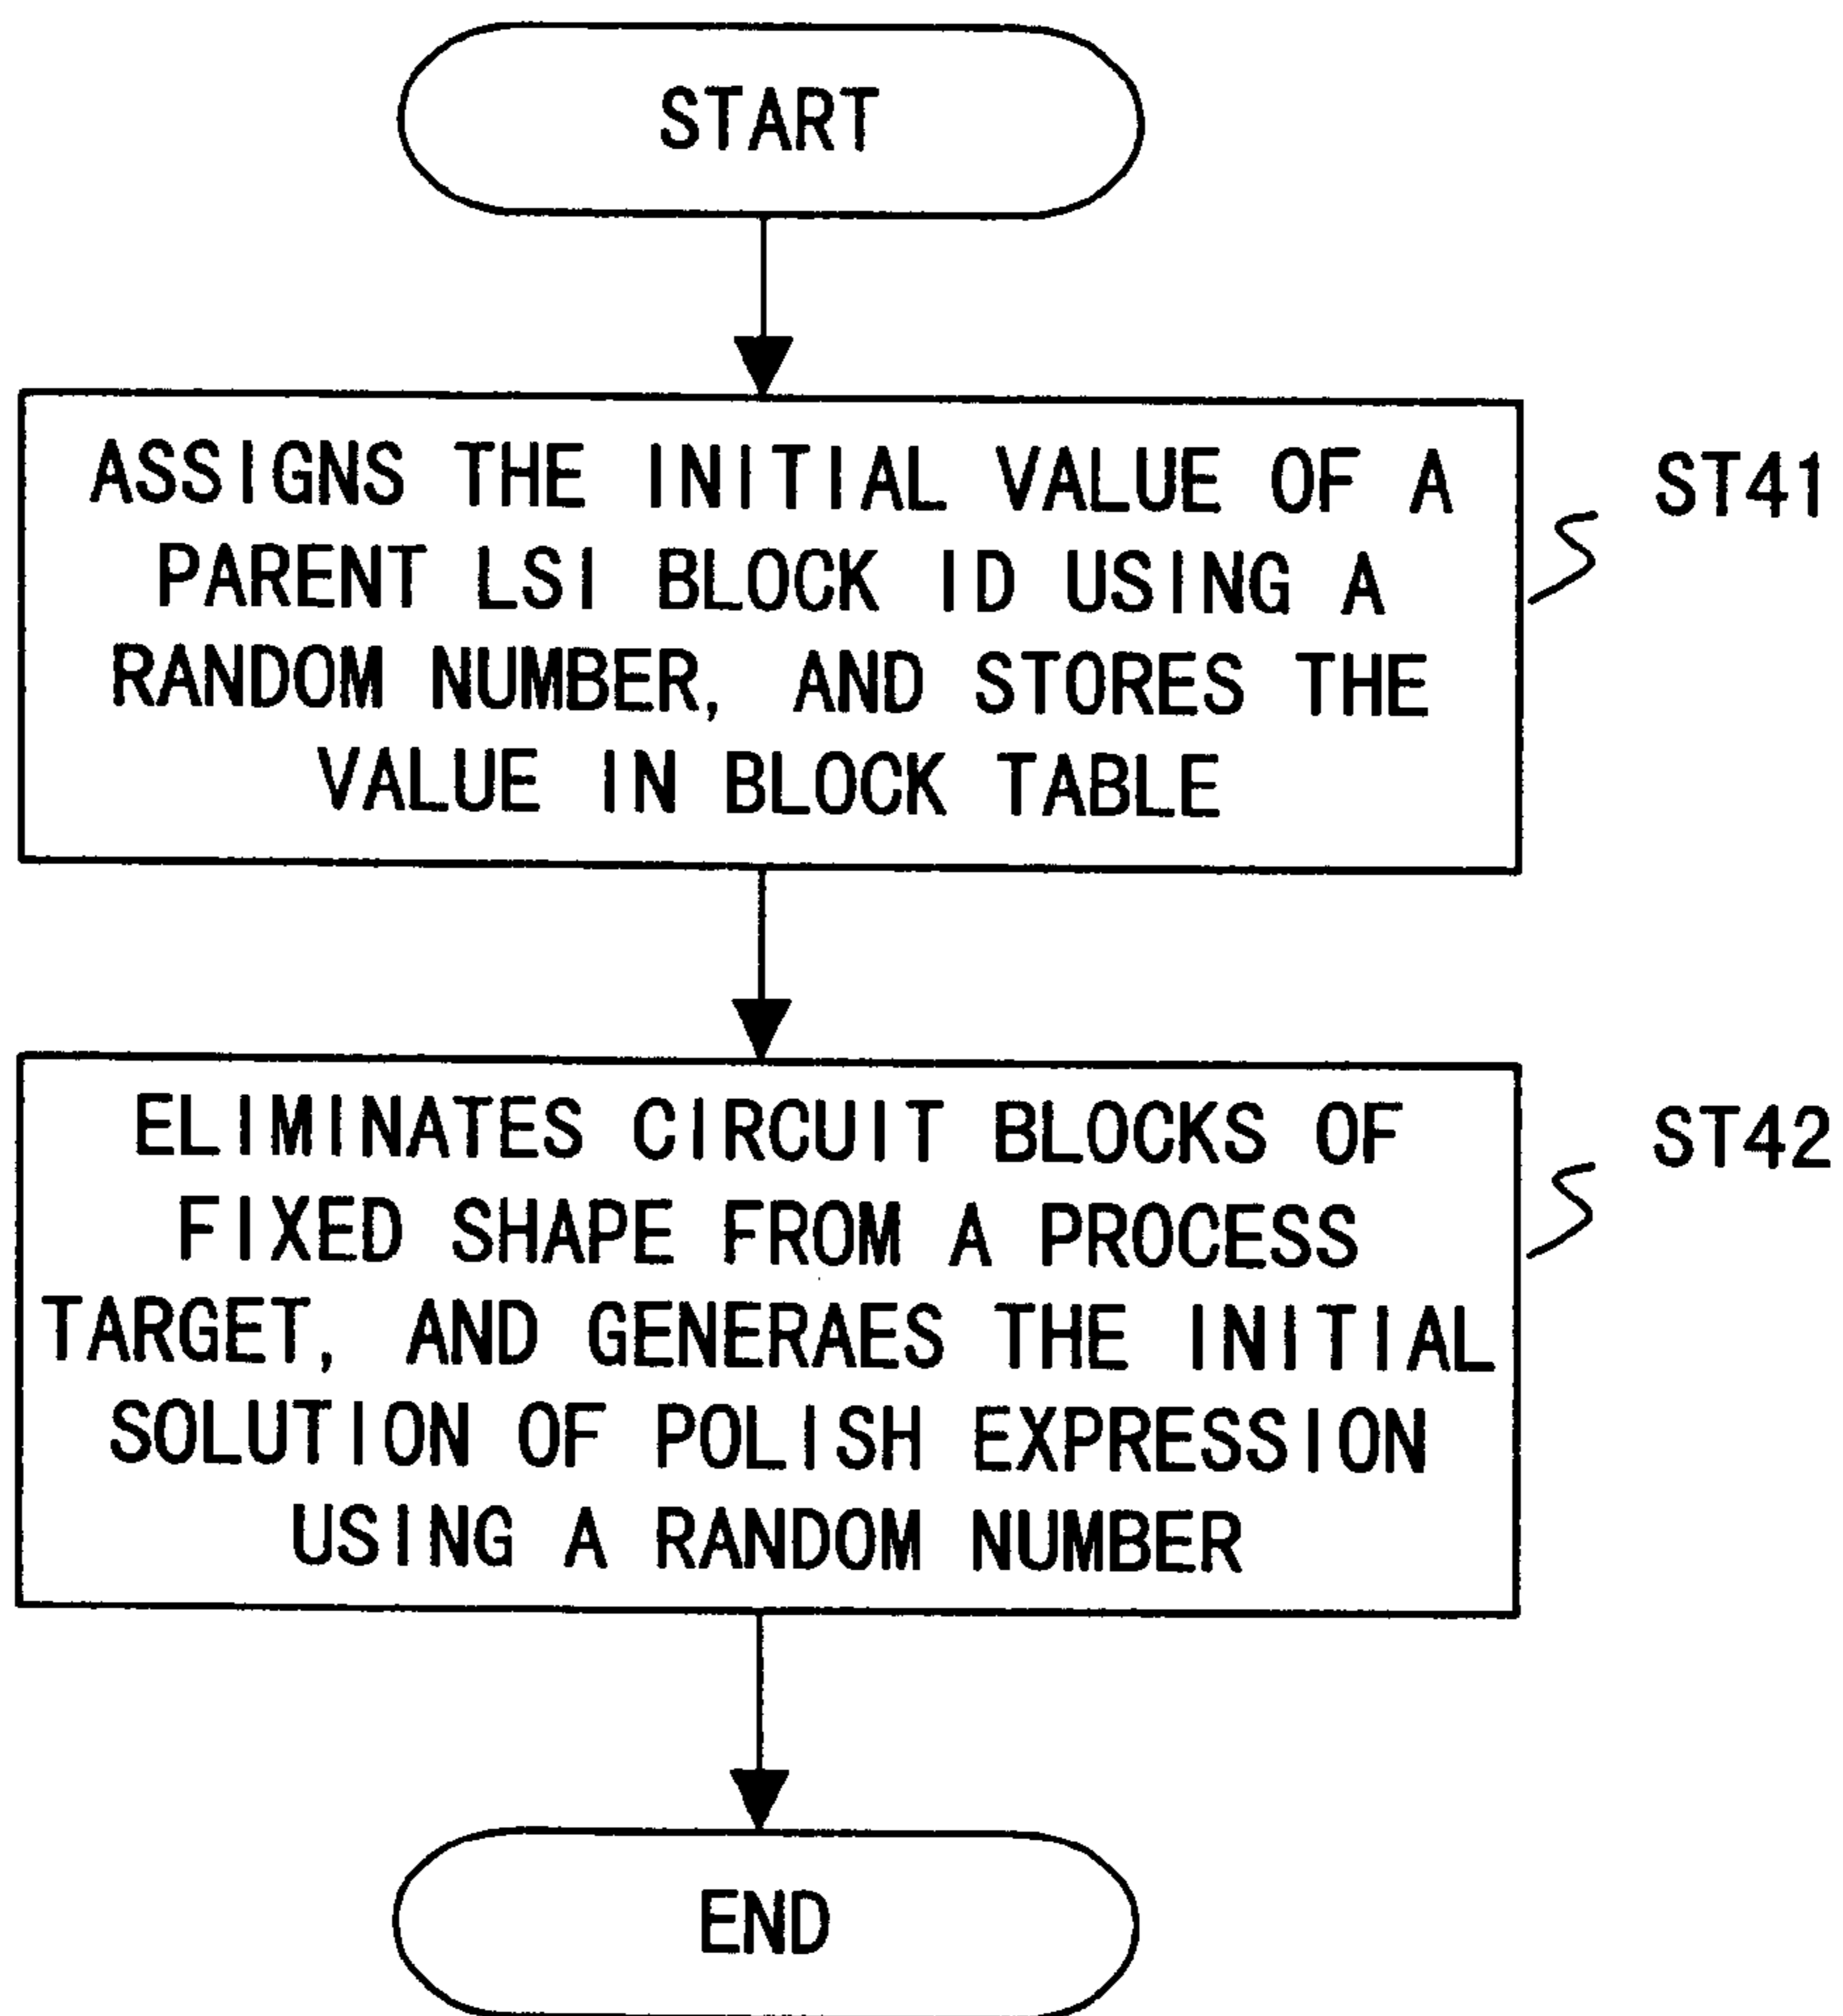 START
ASSIGNS THE INITIAL VALUE OF A
PARENT LSI BLOCK ID USING A
RANDOM NUMBER, AND STORES THE
VALUE IN BLOCK TABLE
ST41
ELIMINATES CIRCUIT BLOCKS OF
FIXED SHAPE FROM A PROCESS
TARGET, AND GENERAES THE INITIAL
SOLUTION OF POLISH EXPRESSION
USING A RANDOM NUMBER
ST42
END